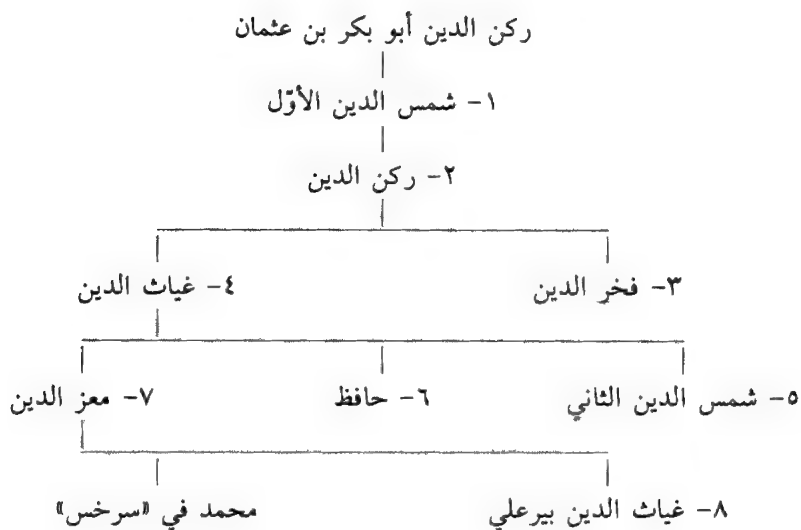 ركن الدين أبو بكر بن عثمان
١- شمس الدين الأوّل
٢- ركن الدين
٣- فخر الدين
٤- غياث الدين
٥- شمس الدين الثاني
٦- حافظ
٧- معز الدين
٨- غياث الدين بيرعلي
محمد في «سرخس»